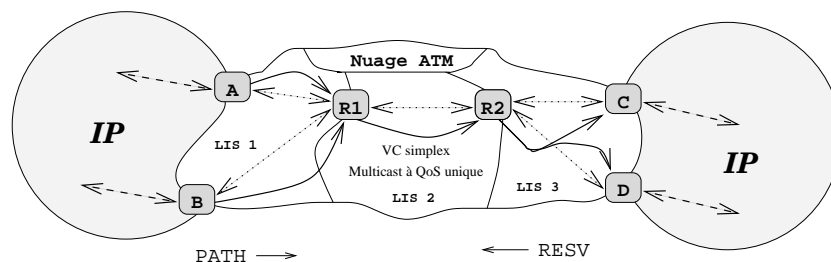 Nuage ATM
A
R1
R2
C
IP
IP
LIS 1
VC simplex
Multicast à QoS unique
LIS 2
LIS 3
B
D
PATH
RESV